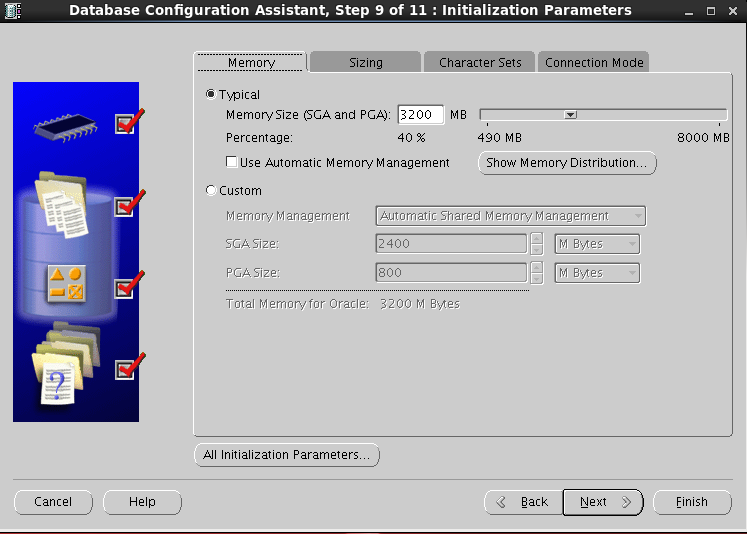 Database Configuration Assistant, Step 9 of 11 : Initialization Parameters
Memory Sizing Character Sets Connection Mode
Typical
Memory Size (SGA and PGA): 3200 MB
Percentage: 40 % 490 MB 8000 MB
Use Automatic Memory Management Show Memory Distribution...
Custom
Memory Management Automatic Shared Memory Management
SGA Size: 2400 M Bytes
PGA Size: 800 M Bytes
Total Memory for Oracle: 3200 M Bytes
?
All Initialization Parameters...
Cancel Help Back Next Finish